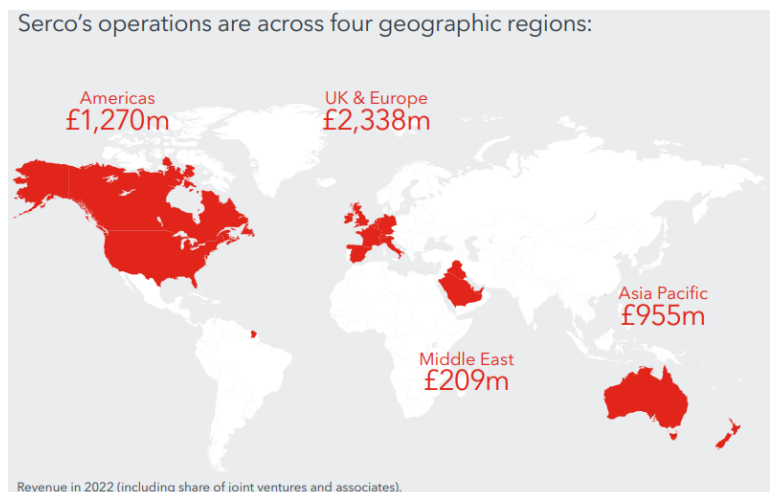 Serco's operations are across four geographic regions:
Americas
£1,270m
UK & Europe
£2,338m
Asia Pacific
£955m
Middle East
£209m
Revenue in 2022 (including share of joint ventures and associates).